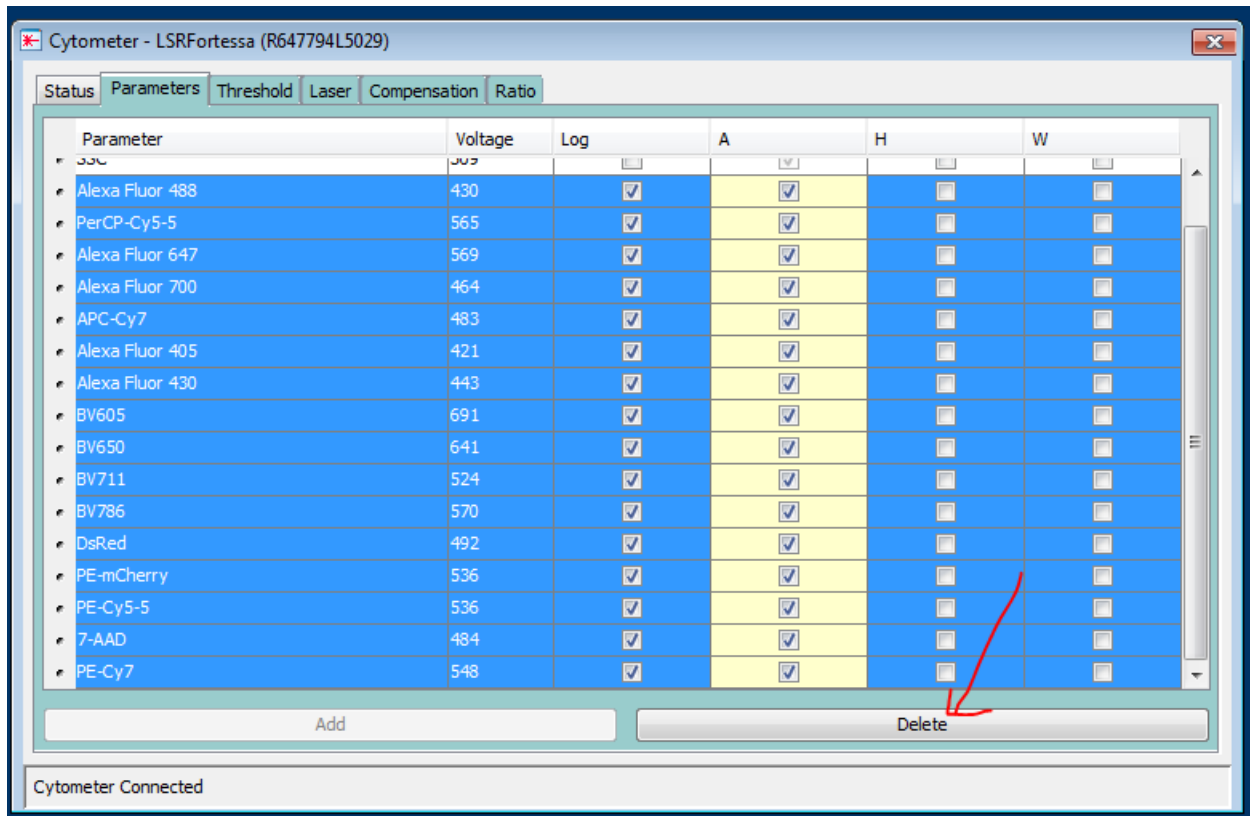 Cytometer - LSRFortessa (R647794L5029)
Status Parameters Threshold Laser Compensation Ratio
Parameter Voltage Log A H W
SSC 509
Alexa Fluor 488 430
PerCP-Cy5-5 565
Alexa Fluor 647 569
Alexa Fluor 700 464
APC-Cy7 483
Alexa Fluor 405 421
Alexa Fluor 430 443
BV605 691
BV650 641
BV711 524
BV786 570
DsRed 492
PE-mCherry 536
PE-Cy5-5 536
7-AAD 484
PE-Cy7 548
Add Delete
Cytometer Connected